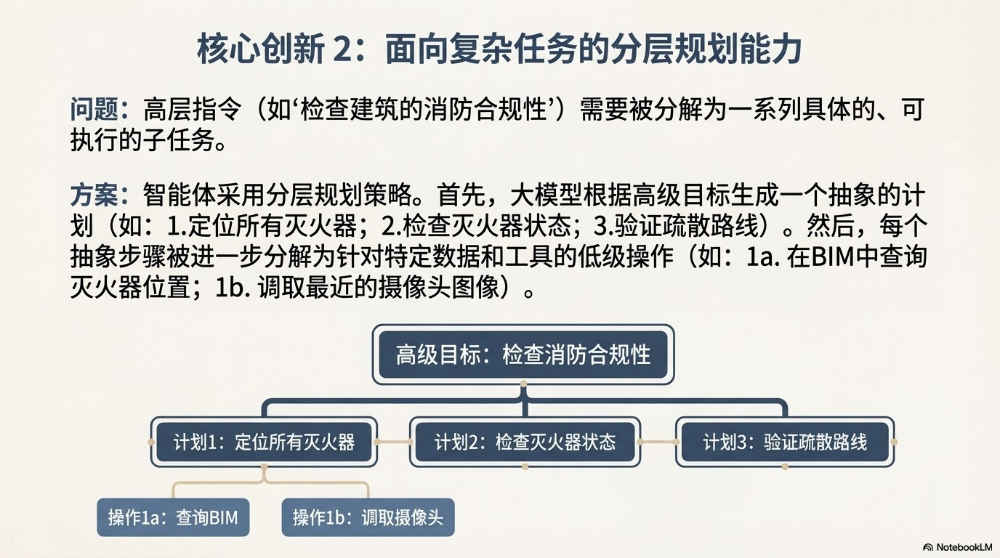 核心创新 2：面向复杂任务的分层规划能力
问题：高层指令（如‘检查建筑的消防合规性’）需要被分解为一系列具体的、可
执行的子任务。
方案：智能体采用分层规划策略。首先，大模型根据高级目标生成一个抽象的计
划（如：1.定位所有灭火器；2.检查灭火器状态；3.验证疏散路线）。然后，每个
抽象步骤被进一步分解为针对特定数据和工具的低级操作（如：1a. 在BIM中查询
灭火器位置；1b. 调取最近的摄像头图像）。
高级目标：检查消防合规性
计划1：定位所有灭火器
计划2：检查灭火器状态
计划3：验证疏散路线
操作1a：查询BIM
操作1b：调取摄像头
NotebookLM